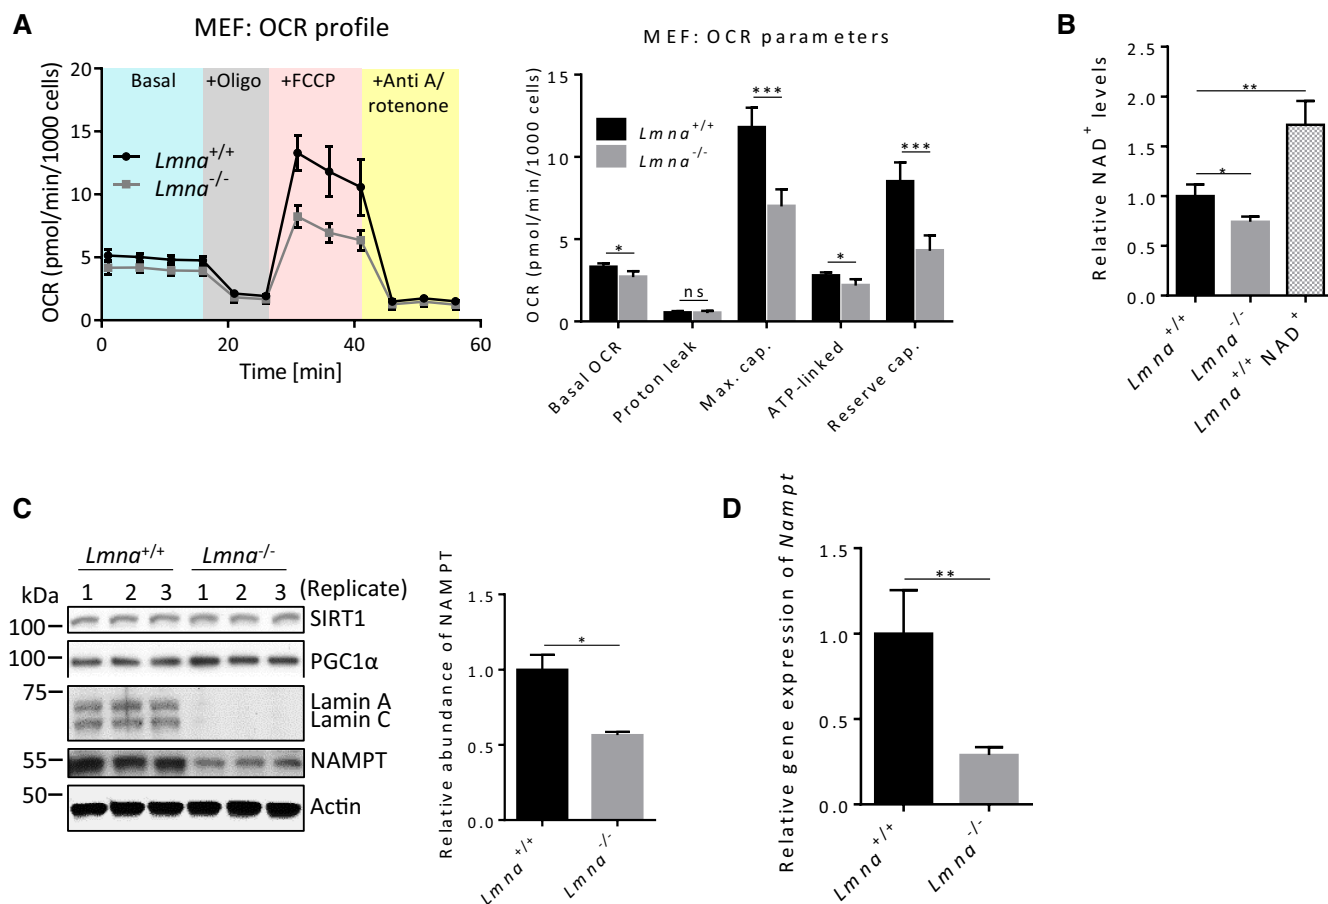 A
MEF: OCR profile
OCR (pmol/min/1000 cells)
20
15
10
5
0
Basal
+Oligo
+FCCP
+Anti A/
rotenone
Lmna+/+
Lmna-/-
0 20 40 60
Time [min]
MEF: OCR parameters
OCR (pmol/min/1000 cells)
15
10
5
0
***
***
Lmna+/+
Lmna-/-
*
ns
*
Basal OCR
Proton leak
Max. cap.
ATP-linked
Reserve cap.
B
Relative NAD+ levels
2.5
2.0
1.5
1.0
0.5
0.0
**
*
Lmna+/+
Lmna-/-
Lmna+/+ NAD+
C
Lmna+/+ Lmna-/-
kDa 1 2 3 1 2 3 (Replicate)
100 SIRT1
100 PGC1α
75 Lamin A
Lamin C
55 NAMPT
50 Actin
Relative abundance of NAMPT
1.5
1.0
0.5
0.0
*
Lmna+/+
Lmna-/-
D
Relative gene expression of Nampt
1.5
1.0
0.5
0.0
**
Lmna+/+
Lmna-/-